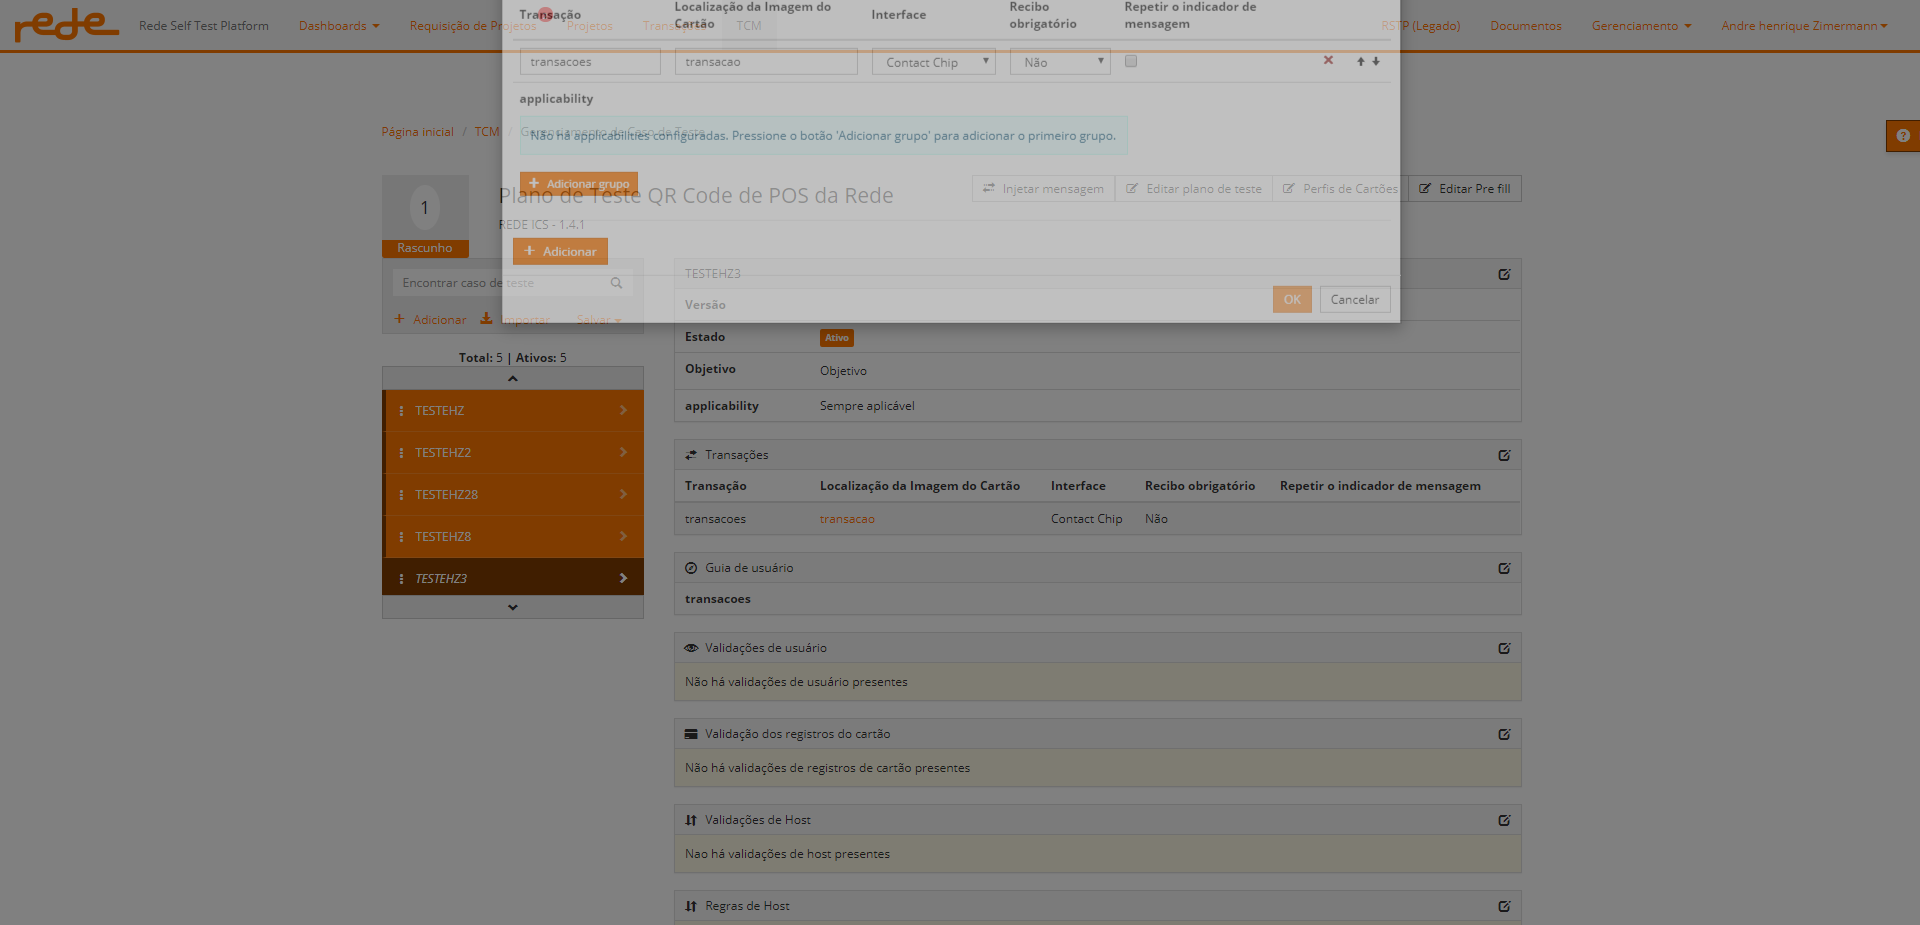 rede
Rede Self Test Platform
Dashboards
Requisição de Projetos
Projetos
Transações
TCM
RSTP (Legado)
Documentos
Gerenciamento
Andre henrique Zimermann
Transação
Localização da Imagem do Cartão
Interface
Recibo obrigatório
Repetir o indicador de mensagem
transacoes
transacao
Contact Chip
Não
applicability
Página inicial / TCM / Gerenciamento de Caso de Teste
Não há applicabilities configuradas. Pressione o botão 'Adicionar grupo' para adicionar o primeiro grupo.
Adicionar grupo
1
Rascunho
Plano de Teste QR Code de POS da Rede
REDE ICS - 1.4.1
Injetar mensagem
Editar plano de teste
Perfis de Cartões
Editar Pre fill
Adicionar
OK
Cancelar
Encontrar caso de teste
Adicionar
Importar
Salvar
Total: 5 | Ativos: 5
TESTEHZ
TESTEHZ2
TESTEHZ28
TESTEHZ8
TESTEHZ3
TESTEHZ3
Versão
Estado
Ativo
Objetivo
Objetivo
applicability
Sempre aplicável
Transações
Transação
Localização da Imagem do Cartão
Interface
Recibo obrigatório
Repetir o indicador de mensagem
transacoes
transacao
Contact Chip
Não
Guia de usuário
transacoes
Validações de usuário
Não há validações de usuário presentes
Validação dos registros do cartão
Não há validações de registros de cartão presentes
Validações de Host
Nao há validações de host presentes
Regras de Host